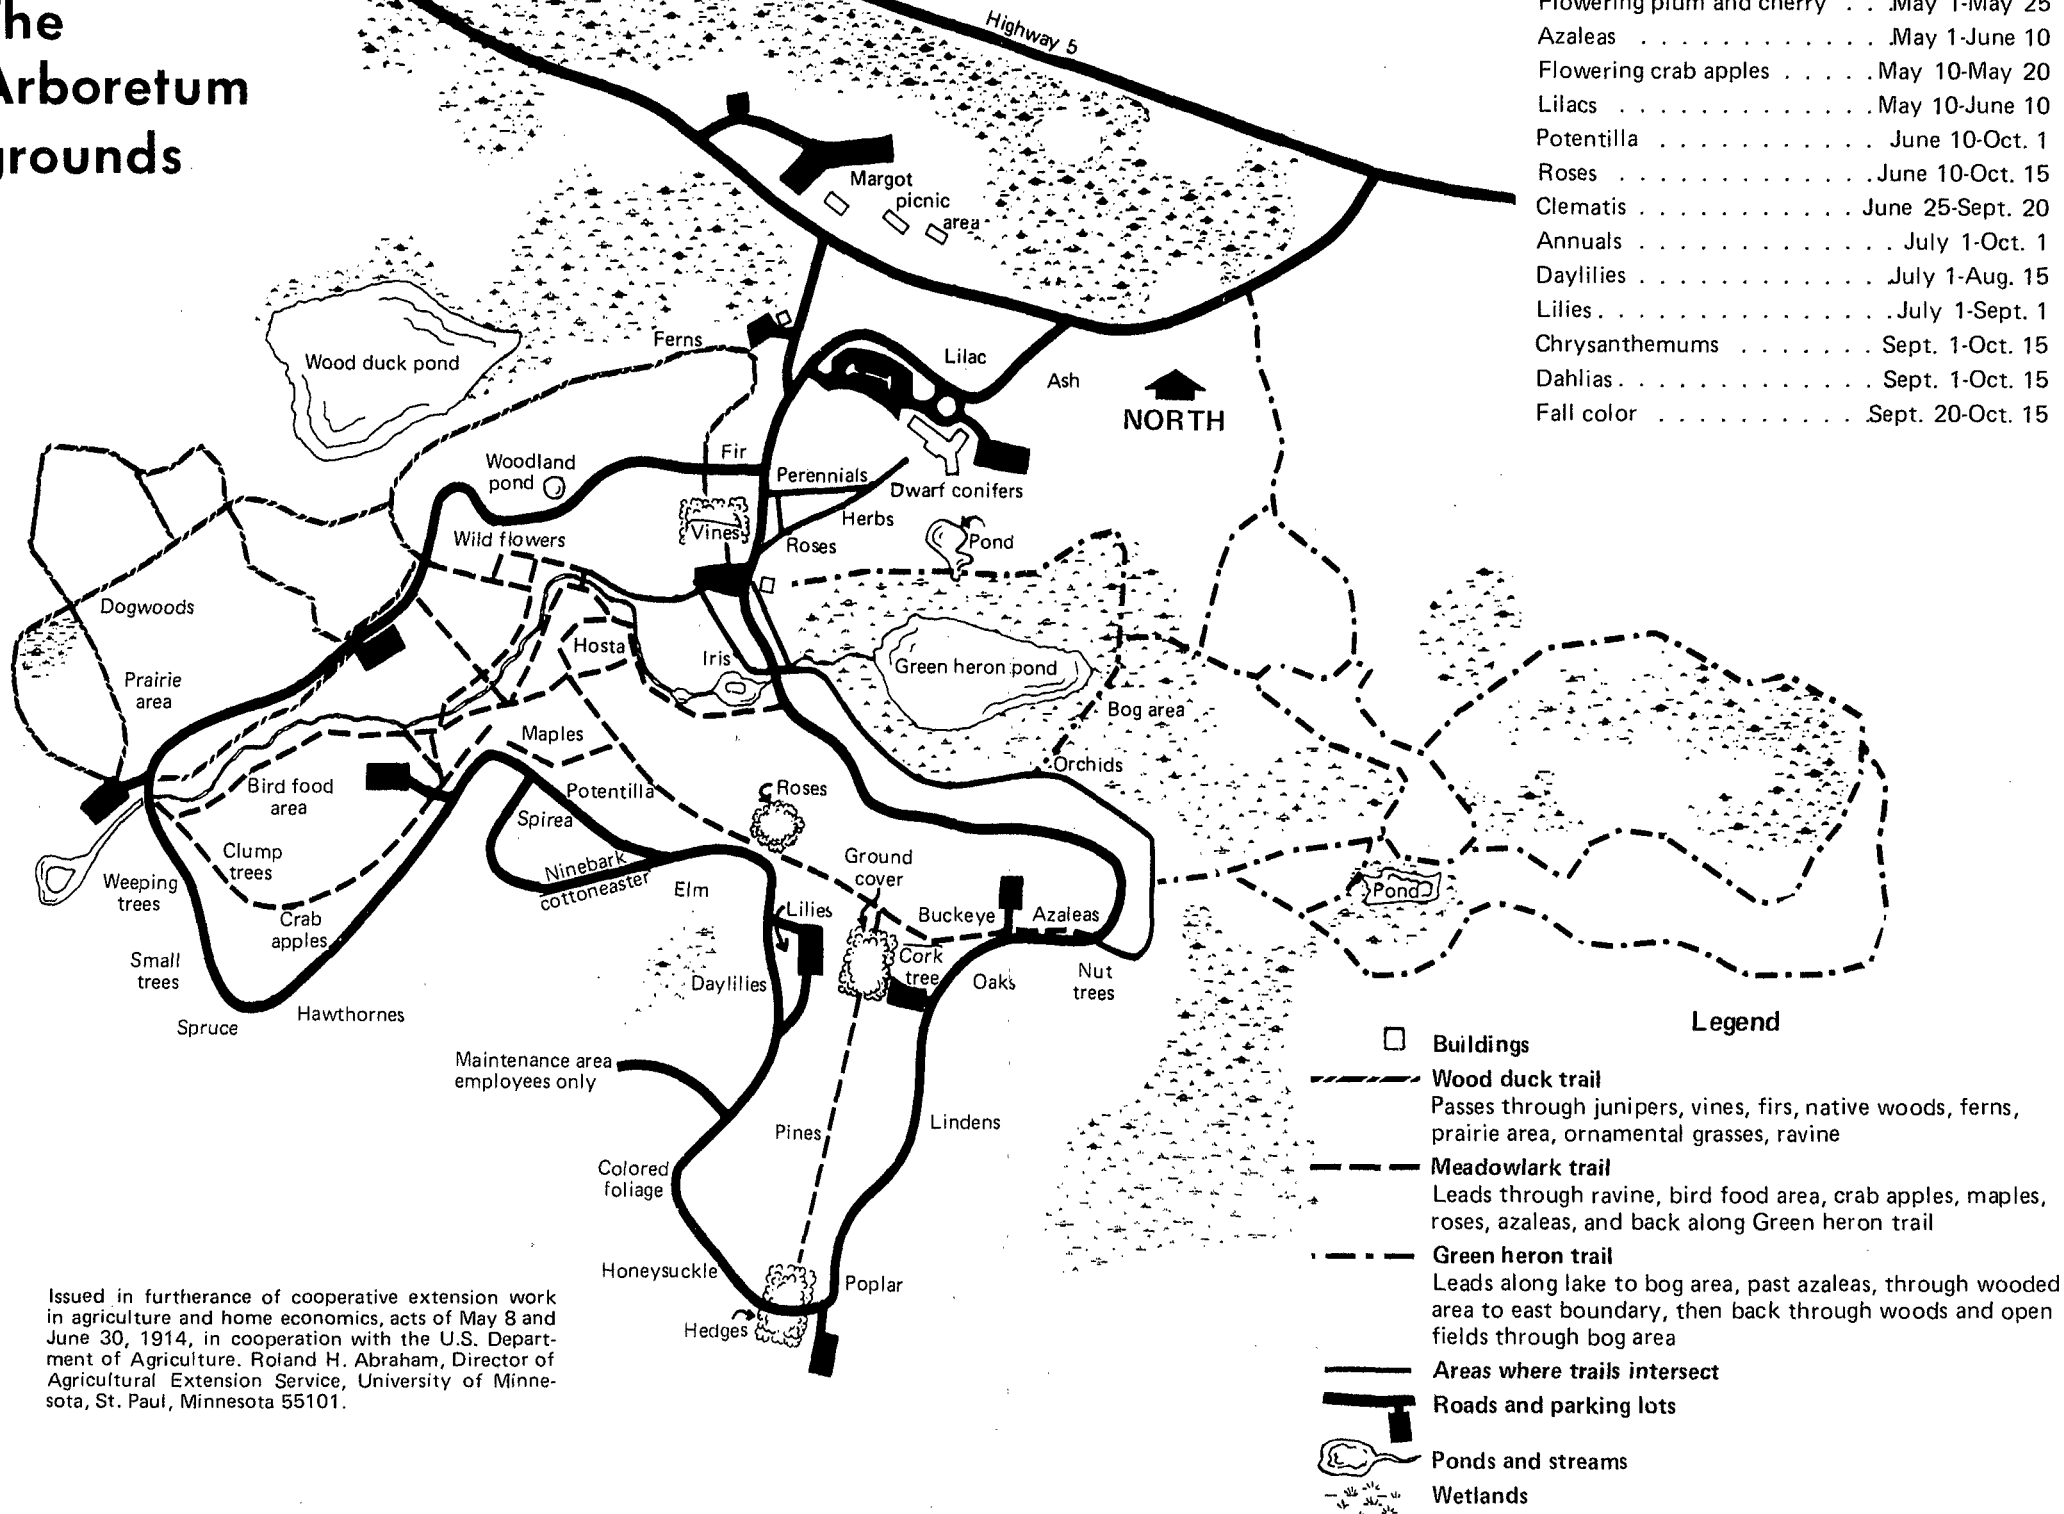 The
Arboretum
grounds
Highway 5
Flowering plum and cherry . . .May 1-May 25
Azaleas . . . . . . . . . . . . .May 1-June 10
Flowering crab apples . . . . . May 10-May 20
Lilacs . . . . . . . . . . . . . May 10-June 10
Potentilla . . . . . . . . . . . June 10-Oct. 1
Roses . . . . . . . . . . . . . June 10-Oct. 15
Clematis . . . . . . . . . . . June 25-Sept. 20
Annuals . . . . . . . . . . . . . July 1-Oct. 1
Daylilies . . . . . . . . . . . . July 1-Aug. 15
Lilies . . . . . . . . . . . . . . .July 1-Sept. 1
Chrysanthemums . . . . . . . Sept. 1-Oct. 15
Dahlias . . . . . . . . . . . . . Sept. 1-Oct. 15
Fall color . . . . . . . . . . .Sept. 20-Oct. 15
Margot
picnic
area
Ferns
Wood duck pond
Lilac
Ash
NORTH
Fir
Woodland
pond
Perennials
Dwarf conifers
Herbs
Vines
Wild flowers
Roses
Pond
Dogwoods
Hosta
Iris
Green heron pond
Prairie
area
Bog area
Maples
Orchids
Bird food
area
Potentilla
Roses
Spirea
Clump
trees
Ground
cover
Ninebark
cottoneaster
Weeping
trees
Elm
Pond
Crab
apples
Lilies
Buckeye
Azaleas
Small
trees
Cork
tree
Daylilies
Oaks
Nut
trees
Hawthornes
Spruce
Maintenance area
employees only
Pines
Lindens
Colored
foliage
Honeysuckle
Poplar
Hedges
Legend
Buildings
Wood duck trail
Passes through junipers, vines, firs, native woods, ferns,
prairie area, ornamental grasses, ravine
Meadowlark trail
Leads through ravine, bird food area, crab apples, maples,
roses, azaleas, and back along Green heron trail
Green heron trail
Leads along lake to bog area, past azaleas, through wooded
area to east boundary, then back through woods and open
fields through bog area
Areas where trails intersect
Roads and parking lots
Ponds and streams
Wetlands
Issued in furtherance of cooperative extension work
in agriculture and home economics, acts of May 8 and
June 30, 1914, in cooperation with the U.S. Depart-
ment of Agriculture. Roland H. Abraham, Director of
Agricultural Extension Service, University of Minne-
sota, St. Paul, Minnesota 55101.